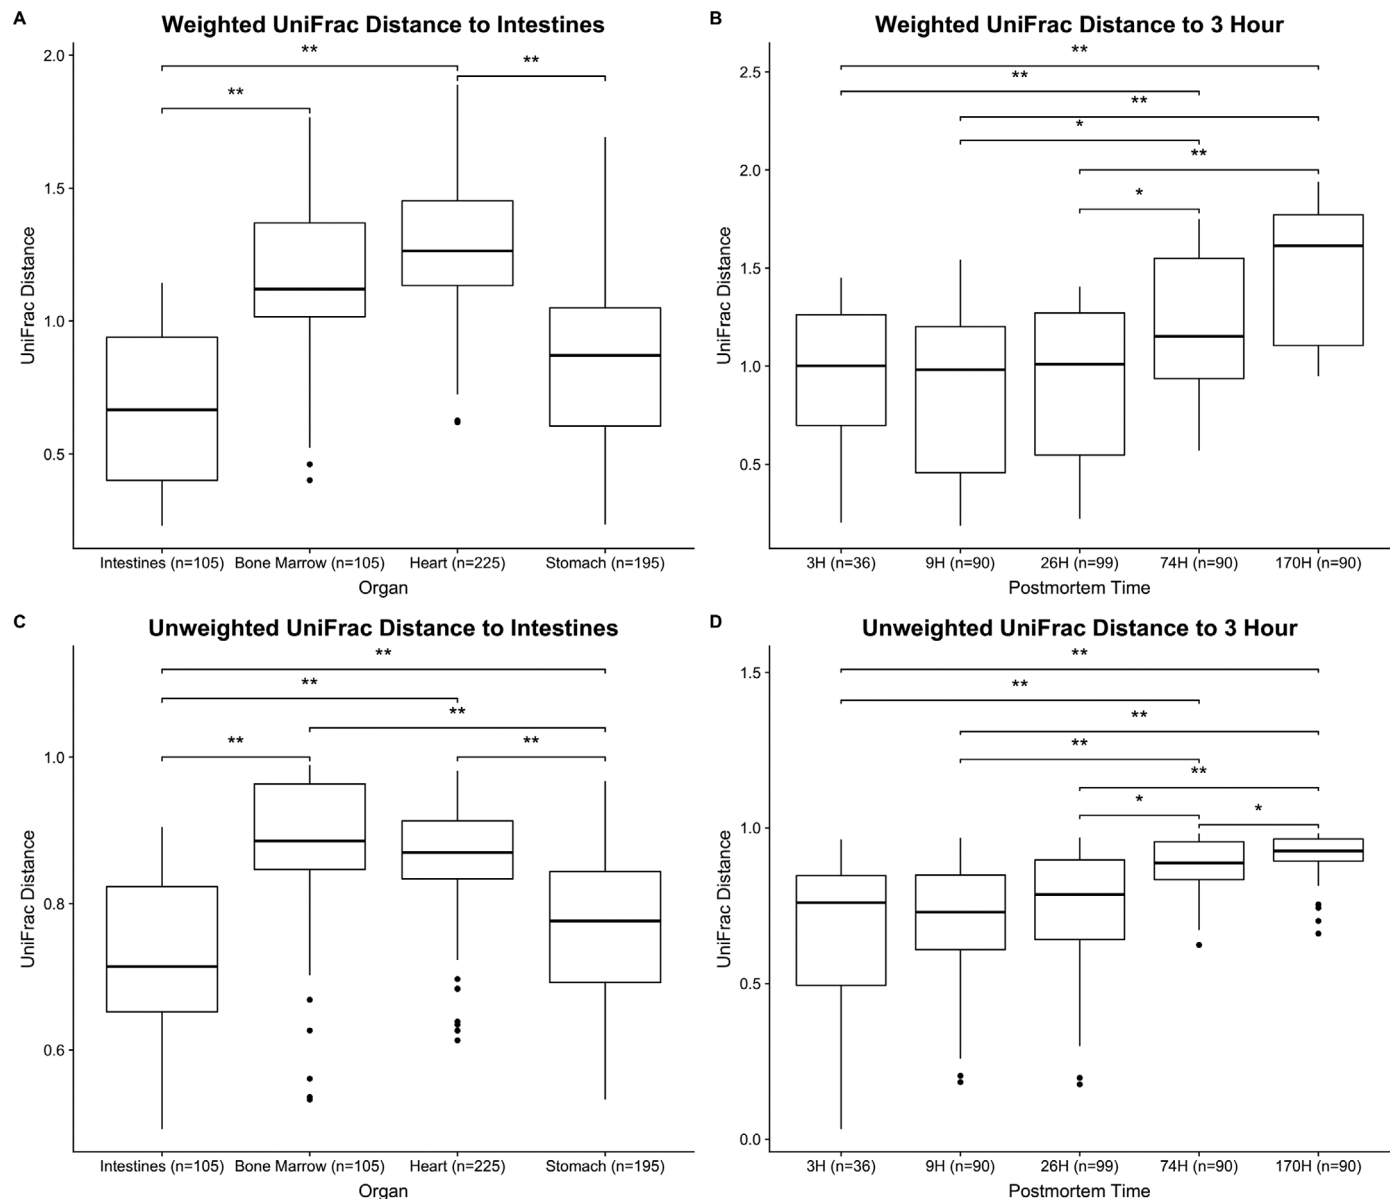 A
Weighted UniFrac Distance to Intestines
**
**
**
2.0
1.5
1.0
0.5
UniFrac Distance
Intestines (n=105) Bone Marrow (n=105) Heart (n=225) Stomach (n=195)
Organ
B
Weighted UniFrac Distance to 3 Hour
**
**
**
*
**
*
2.5
2.0
1.5
1.0
0.5
UniFrac Distance
3H (n=36) 9H (n=90) 26H (n=99) 74H (n=90) 170H (n=90)
Postmortem Time
C
Unweighted UniFrac Distance to Intestines
**
**
**
**
**
1.0
0.8
0.6
UniFrac Distance
Intestines (n=105) Bone Marrow (n=105) Heart (n=225) Stomach (n=195)
Organ
D
Unweighted UniFrac Distance to 3 Hour
**
**
**
**
**
*
*
1.5
1.0
0.5
0.0
UniFrac Distance
3H (n=36) 9H (n=90) 26H (n=99) 74H (n=90) 170H (n=90)
Postmortem Time